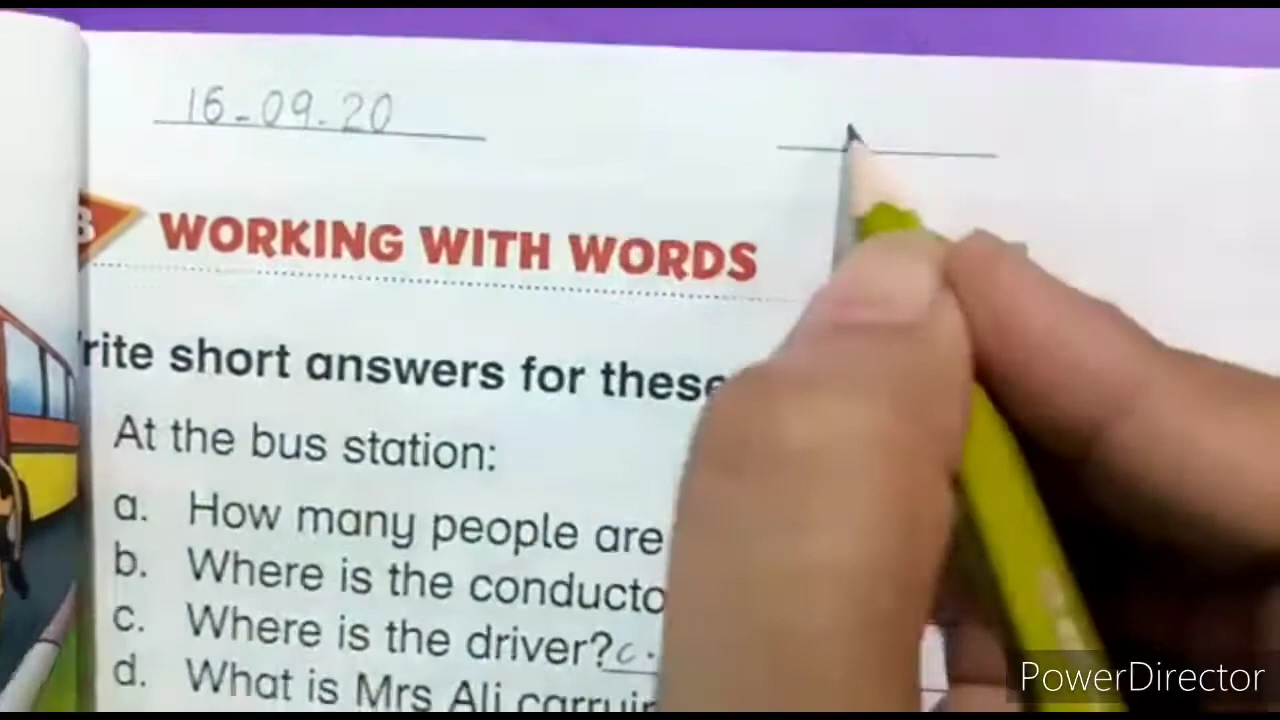 16-09-20
B WORKING WITH WORDS
rite short answers for these
At the bus station:
a. How many people are
b. Where is the conducto
c. Where is the driver? c.
d. What is Mrs Ali carryin
PowerDirector